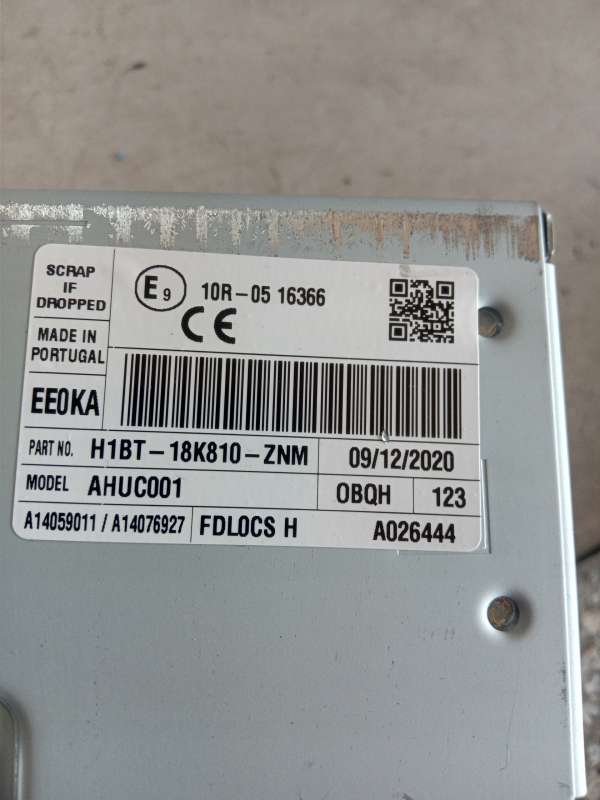 SCRAP
IF
DROPPED
E9 10R-05 16366
CE
MADE IN
PORTUGAL
EE0KA
PART NO. H1BT-18K810-ZNM 09/12/2020
MODEL AHUC001 OBQH 123
A14059011 / A14076927 FDL0CS H A026444